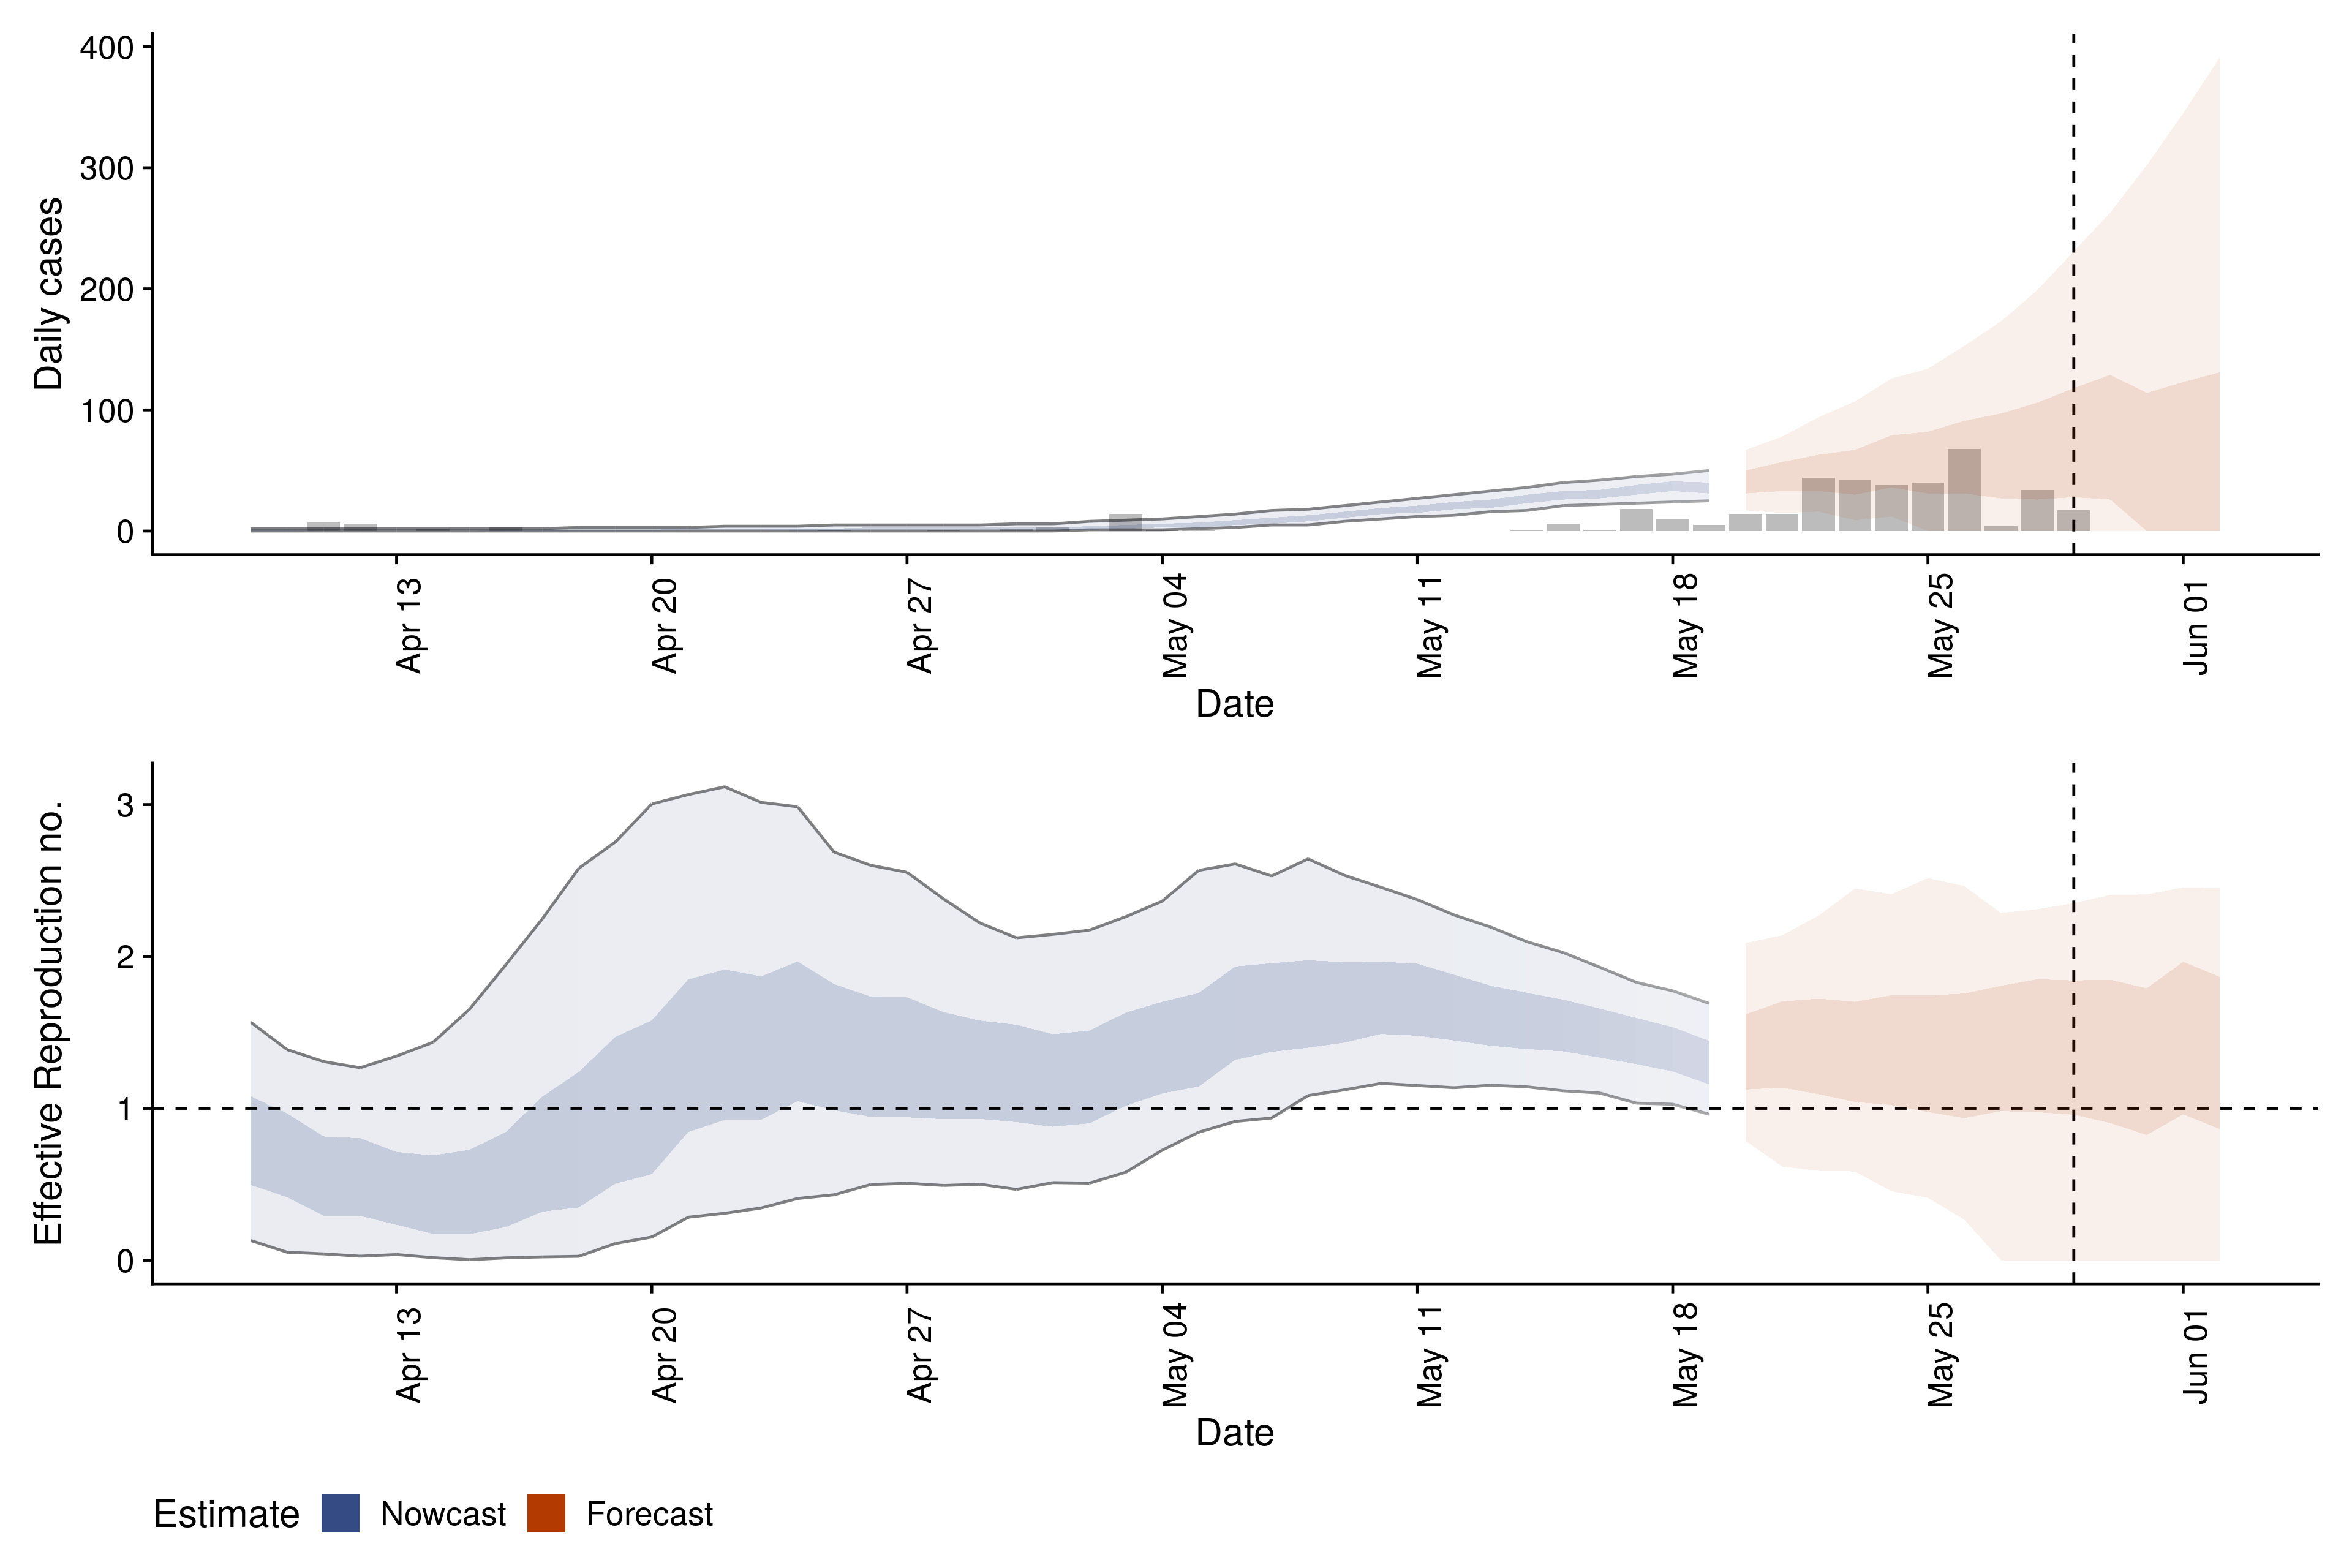 400
300
200
100
0
Daily cases
Apr 13
Apr 20
Apr 27
May 04
May 11
May 18
May 25
Jun 01
Date
3
2
1
0
Effective Reproduction no.
Apr 13
Apr 20
Apr 27
May 04
May 11
May 18
May 25
Jun 01
Date
Estimate Nowcast Forecast